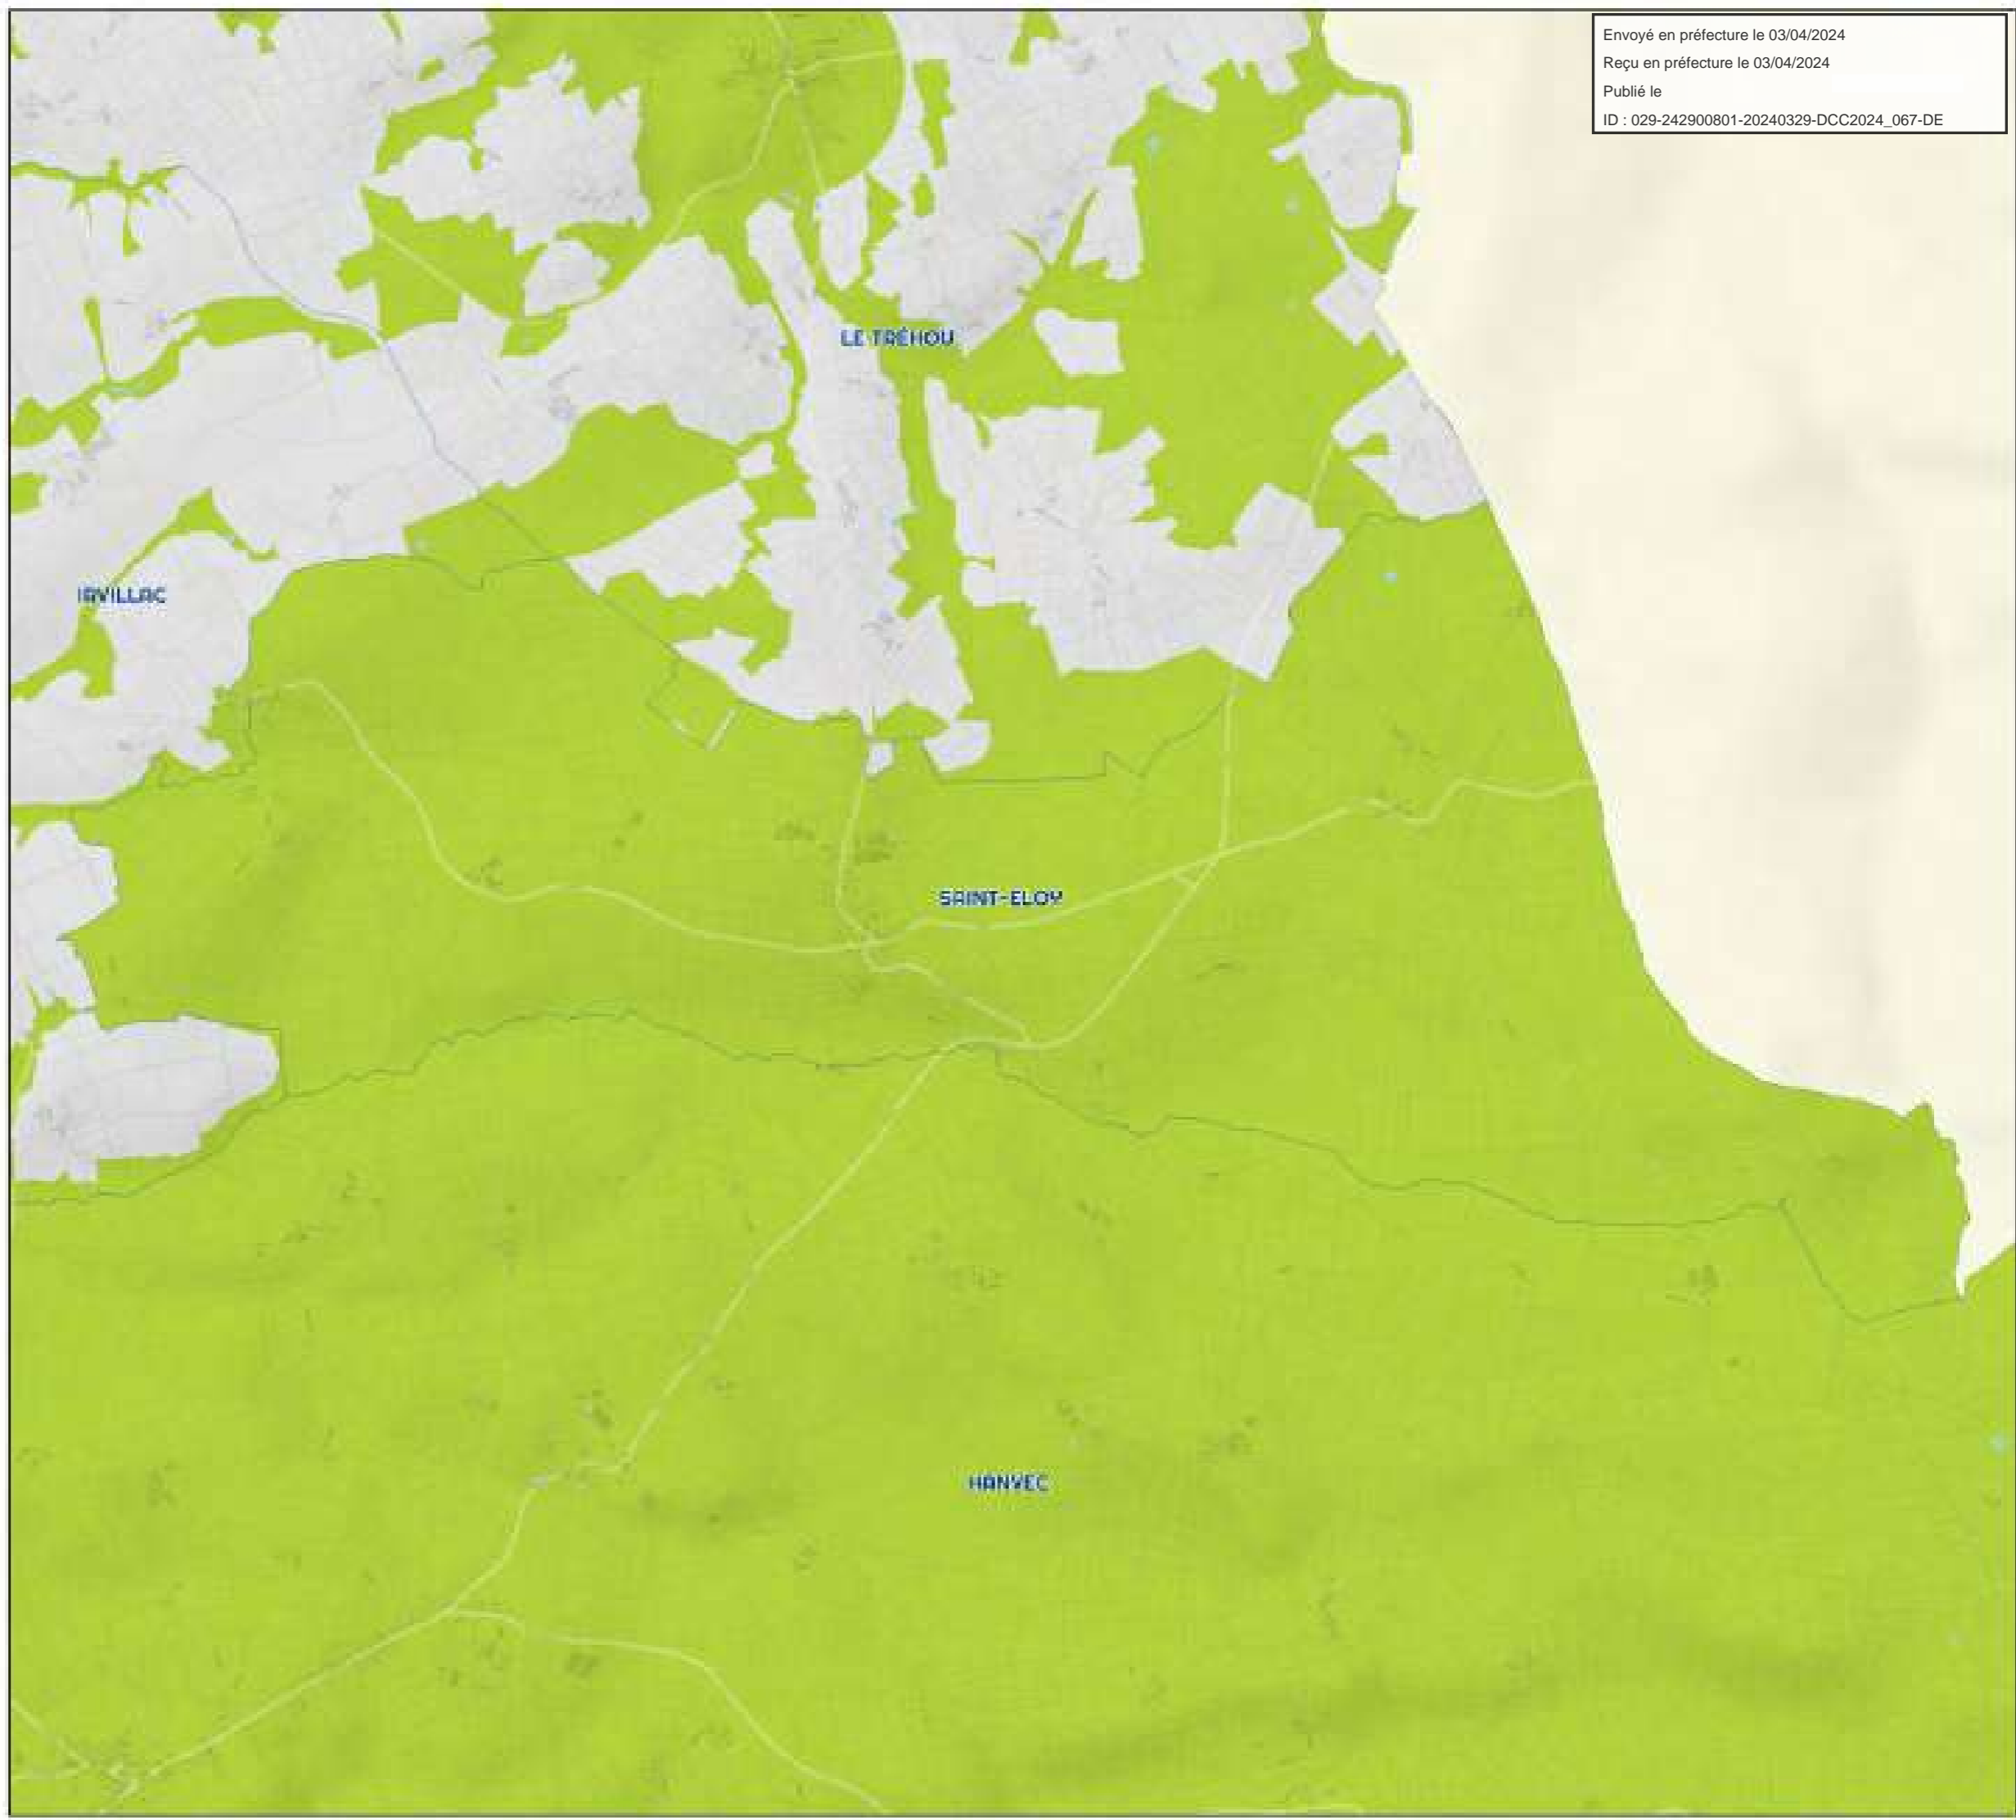 Envoyé en préfecture le 03/04/2024
Reçu en préfecture le 03/04/2024
Publié le
ID : 029-242900801-20240329-DCC2024_067-DE
LE TRÉHOU
IRVILLAC
SAINT-ELOY
HANVEC